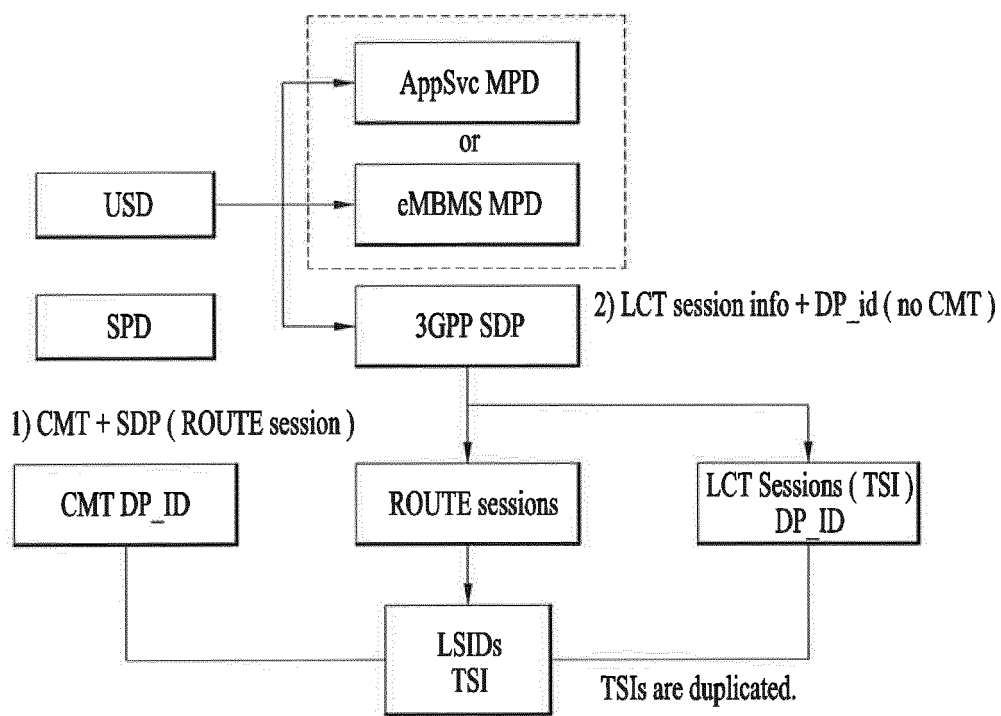 AppSvc MPD
or
USD
eMBMS MPD
SPD
3GPP SDP
2) LCT session info + DP_id ( no CMT )
1) CMT + SDP ( ROUTE session )
CMT DP_ID
ROUTE sessions
LCT Sessions ( TSI )
DP_ID
LSIDs
TSI
TSIs are duplicated.